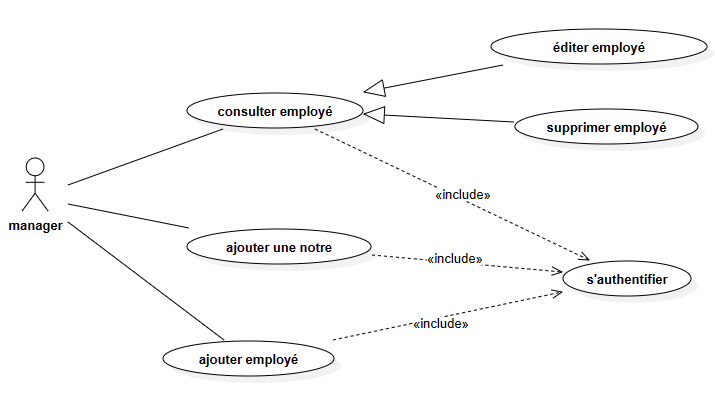 éditer employé
consulter employé
supprimer employé
manager
«include»
ajouter une notre
«include»
s'authentifier
«include»
ajouter employé